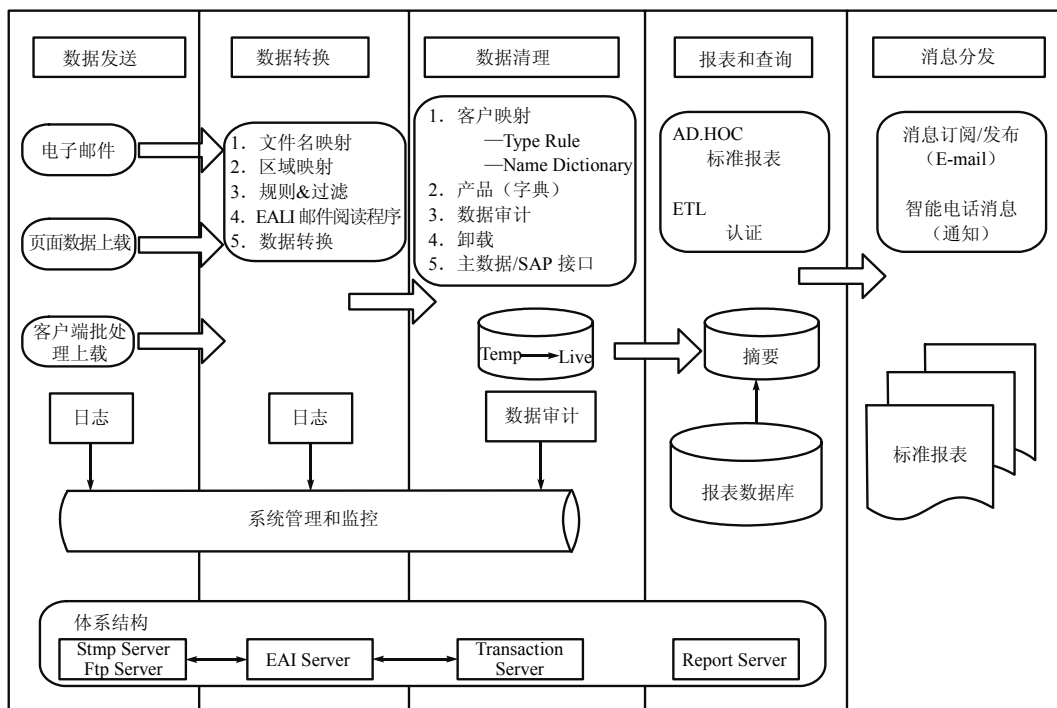 数据发送
数据转换
数据清理
报表和查询
消息分发
电子邮件
页面数据上载
客户端批处
理上载
1. 文件名映射
2. 区域映射
3. 规则&过滤
4. EALI 邮件阅读程序
5. 数据转换
1. 客户映射
—Type Rule
—Name Dictionary
2. 产品（字典）
3. 数据审计
4. 卸载
5. 主数据/SAP 接口
AD.HOC
标准报表
ETL
认证
消息订阅/发布
（E-mail）
智能电话消息
（通知）
Temp
Live
摘要
日志
日志
数据审计
报表数据库
标准报表
系统管理和监控
体系结构
Stmp Server
Ftp Server
EAI Server
Transaction
Server
Report Server